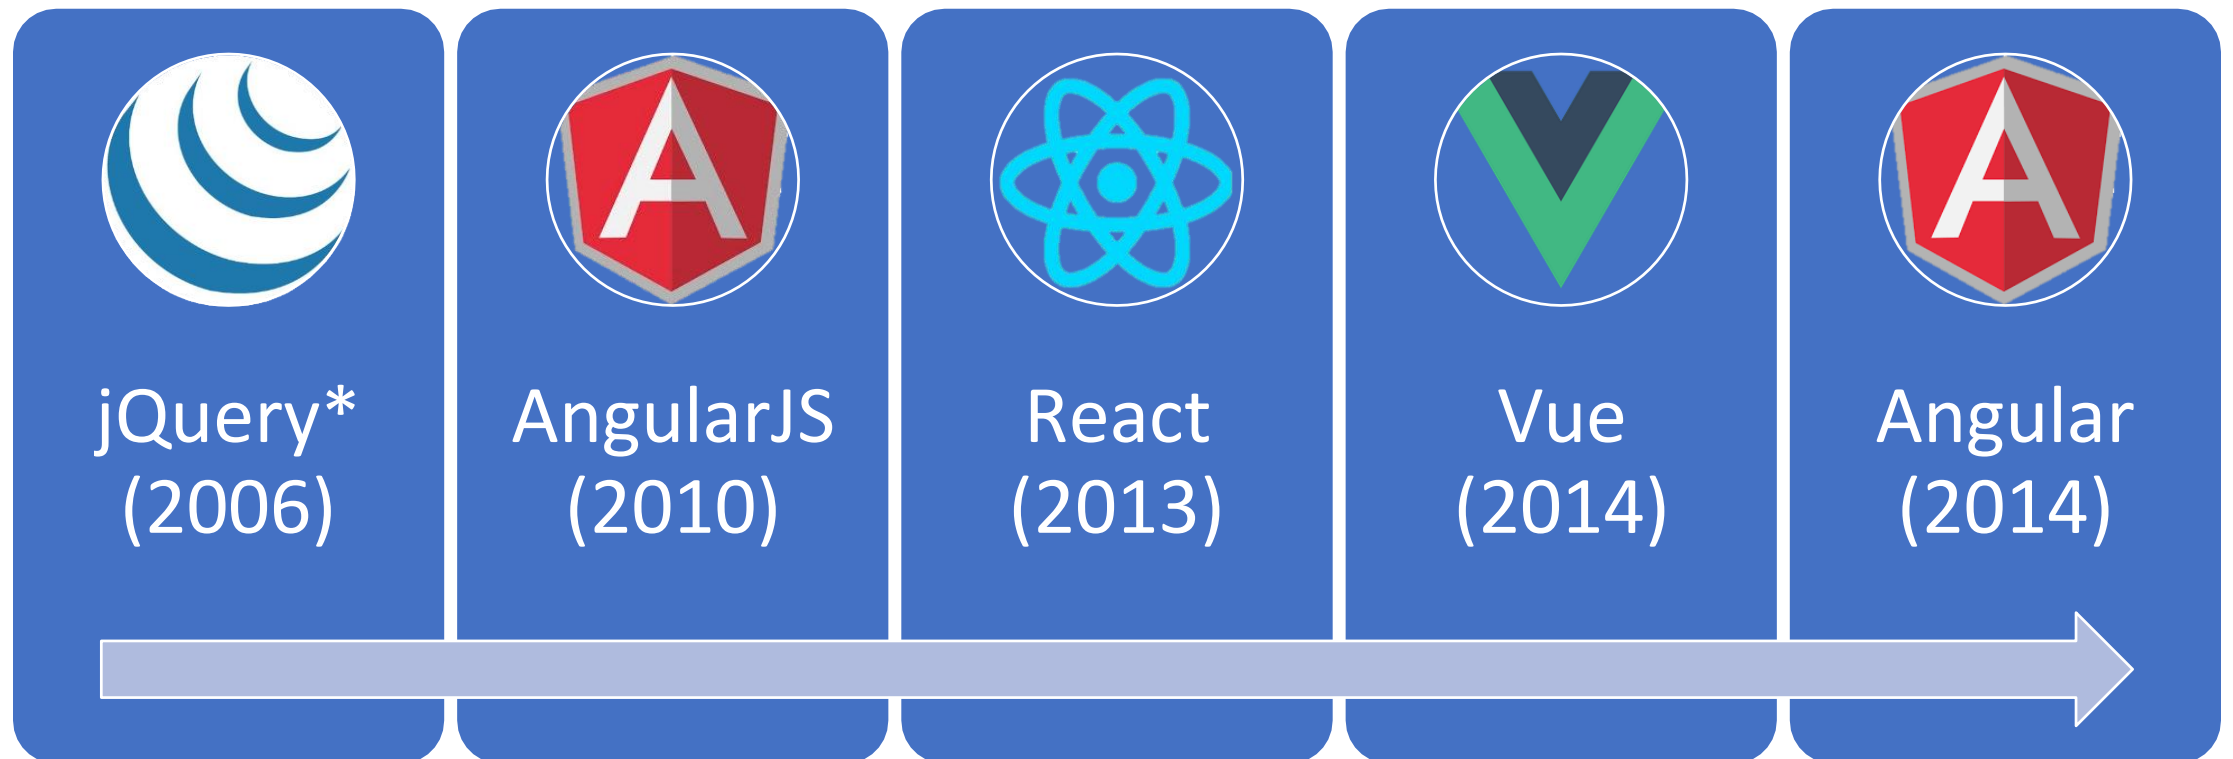 jQuery*
(2006)
AngularJS
(2010)
React
(2013)
Vue
(2014)
Angular
(2014)